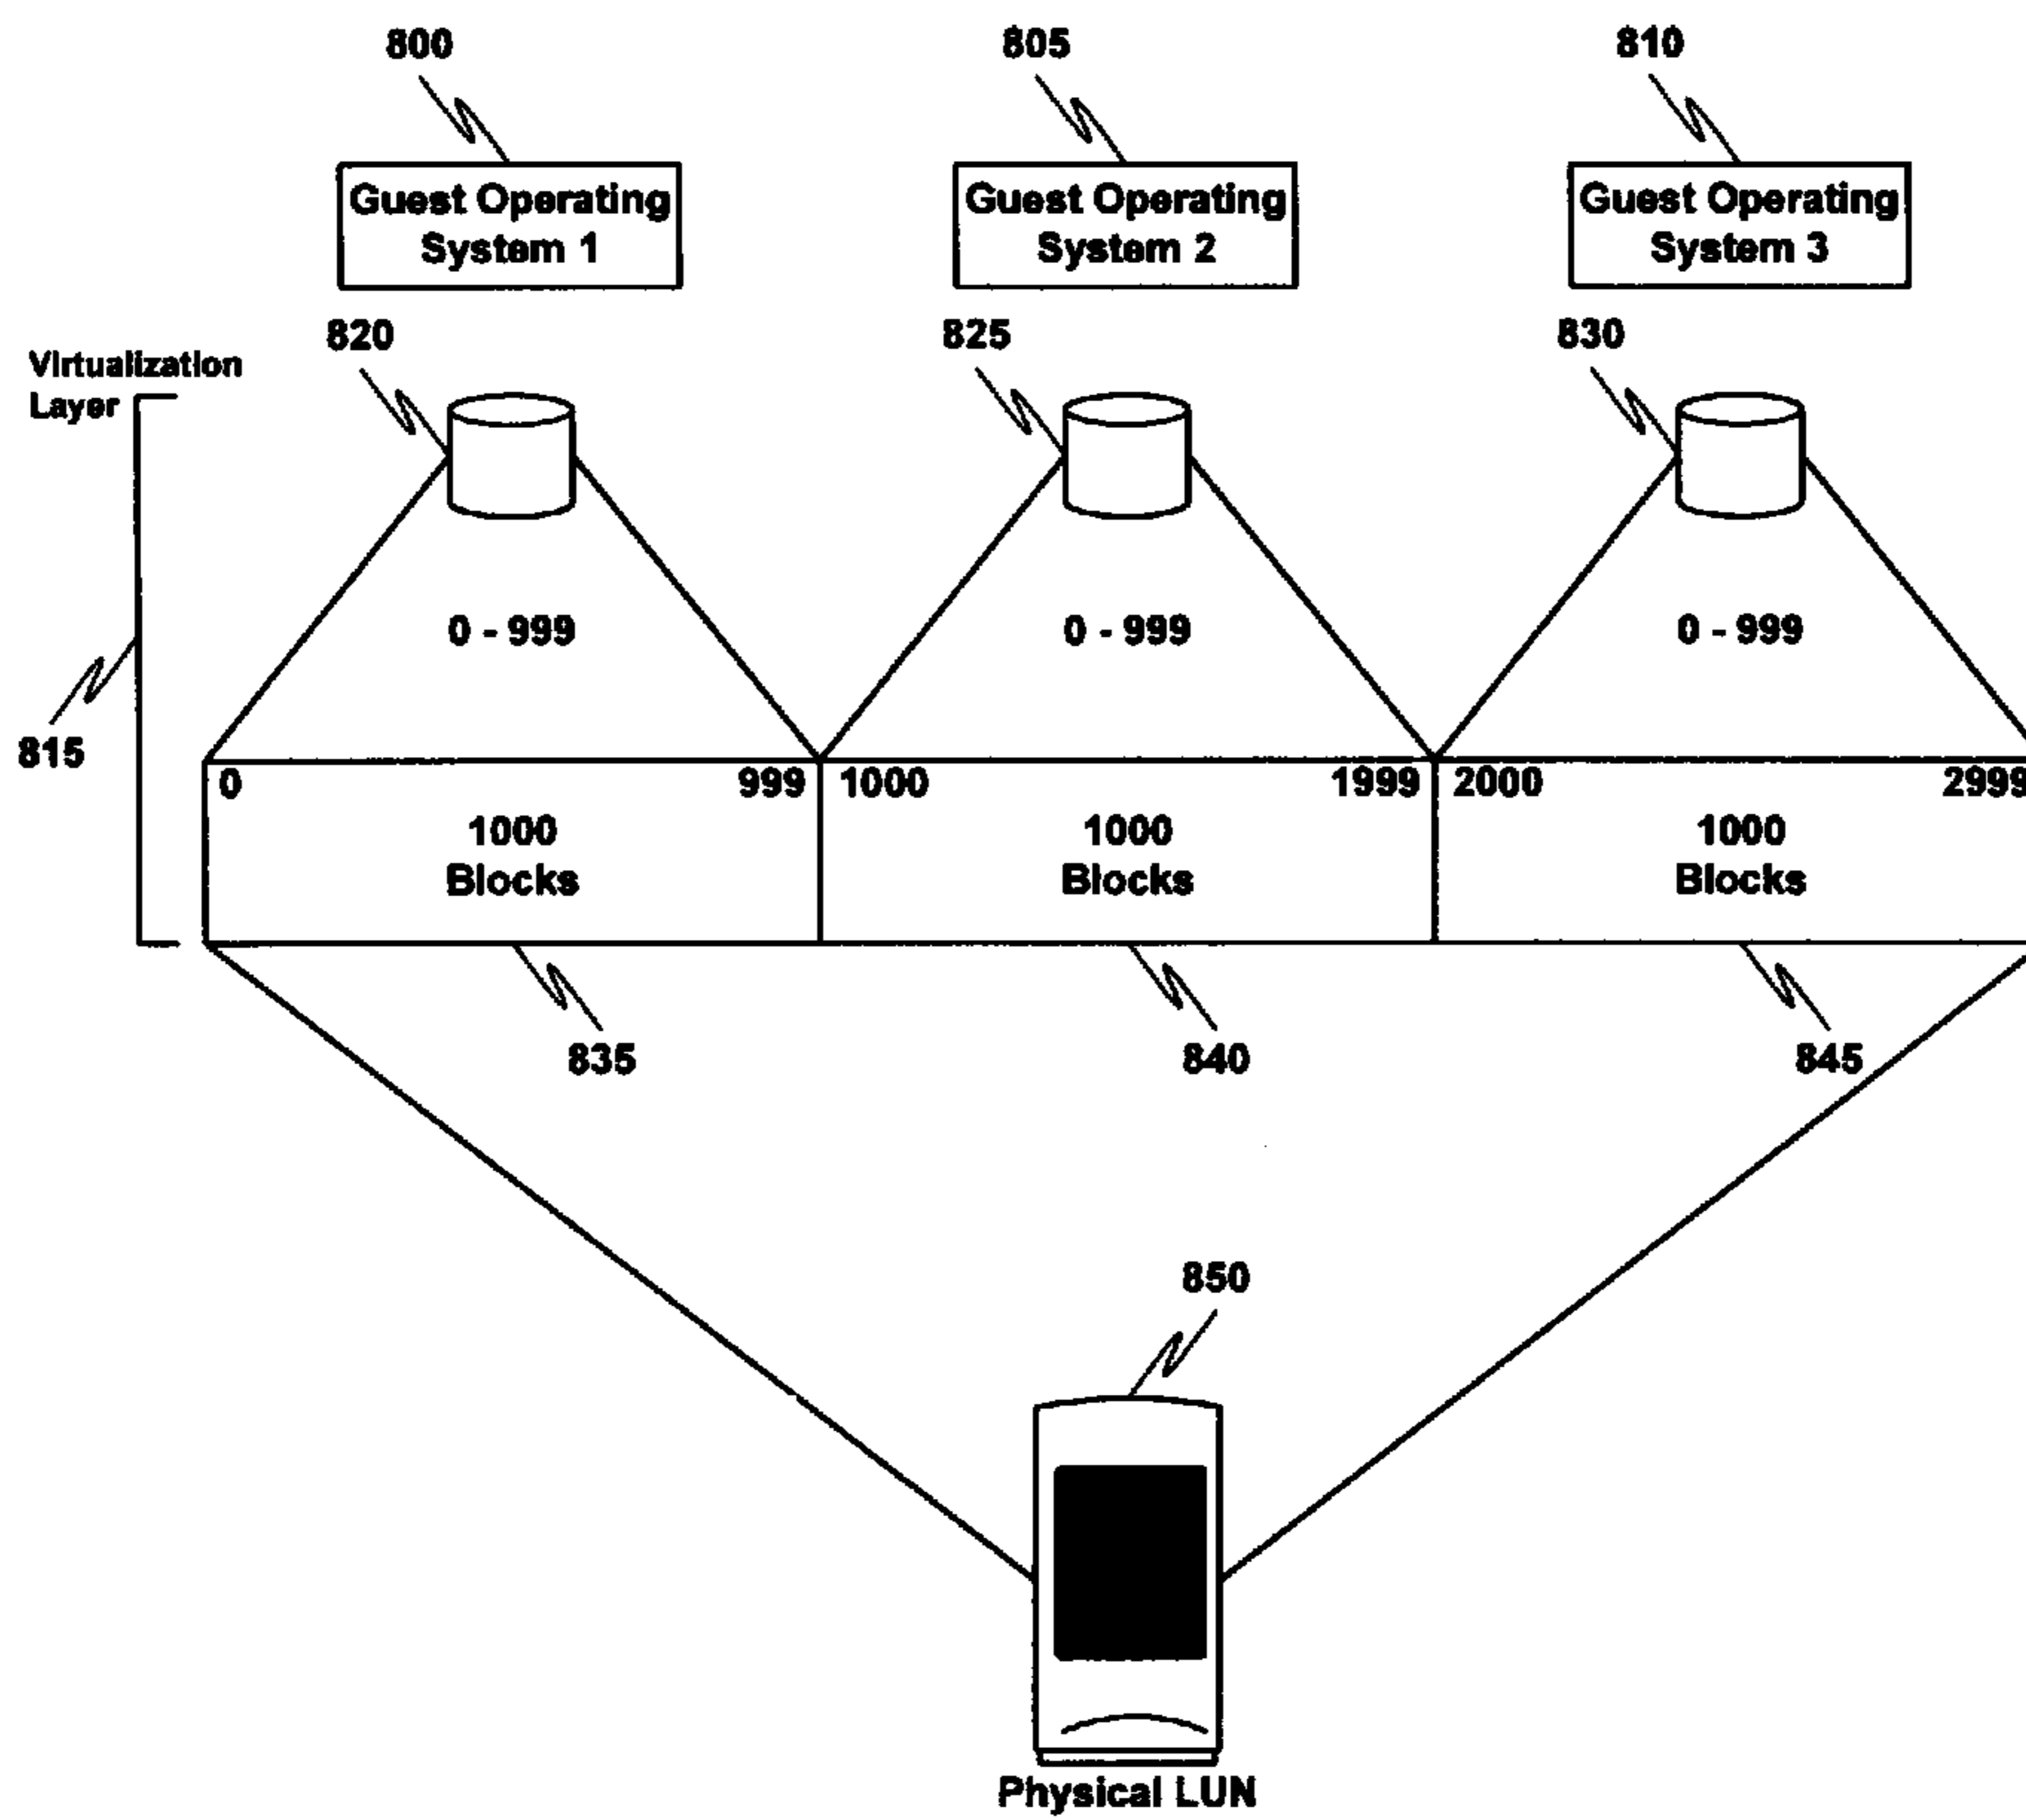 800
805
810
Guest Operating
System 1
Guest Operating
System 2
Guest Operating
System 3
820
825
830
Virtualization
Layer
0 - 999
0 - 999
0 - 999
815
0
999
1000
1999
2000
2999
1000
Blocks
1000
Blocks
1000
Blocks
835
840
845
850
Physical LUN